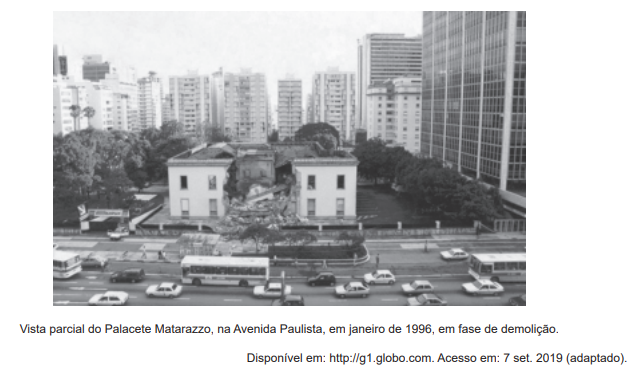 Vista parcial do Palacete Matarazzo, na Avenida Paulista, em janeiro de 1996, em fase de demolição.
Disponível em: http://g1.globo.com. Acesso em: 7 set. 2019 (adaptado).